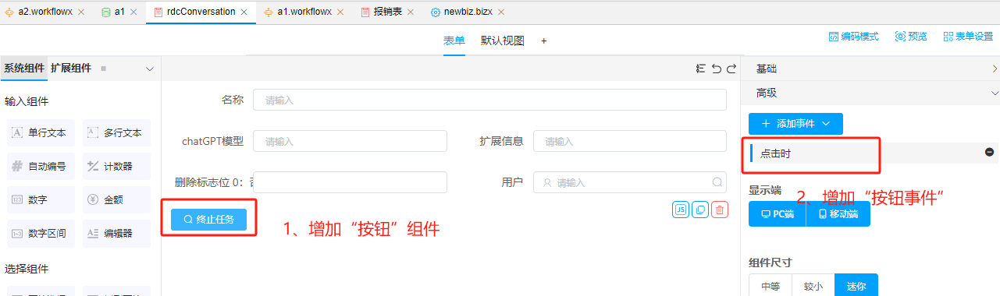 a2.workflowx a1 rdcConversation a1.workflowx 报销表 newbiz.bizx
表单 默认视图 + 编码模式 预览 表单设置
系统组件 扩展组件
基础
高级
输入组件
名称 请输入
+ 添加事件
单行文本 多行文本
chatGPT模型 请输入 扩展信息 请输入
点击时
自动编号 计数器
删除标志位 0: 用户 请输入
数字 金额
显示端
2、增加“按钮事件”
终止任务
JS
1、增加“按钮”组件
PC端 移动端
数字区间 编辑器
选择组件
组件尺寸
中等 较小 迷你